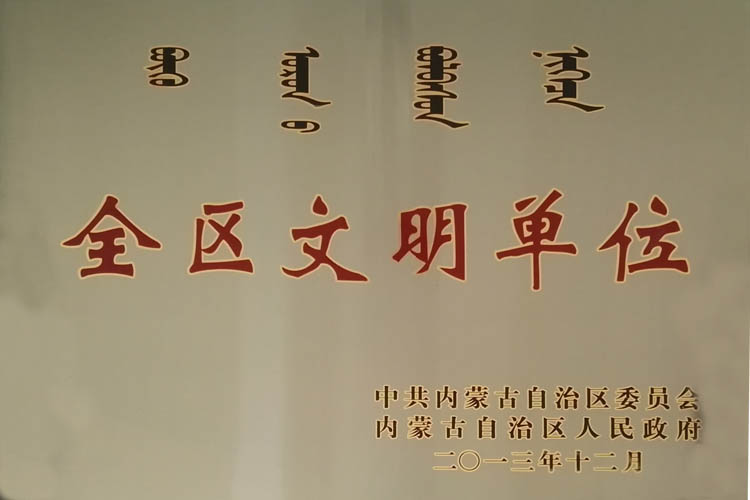 全区文明单位
中共内蒙古自治区委员会
内蒙古自治区人民政府
二〇一三年十二月